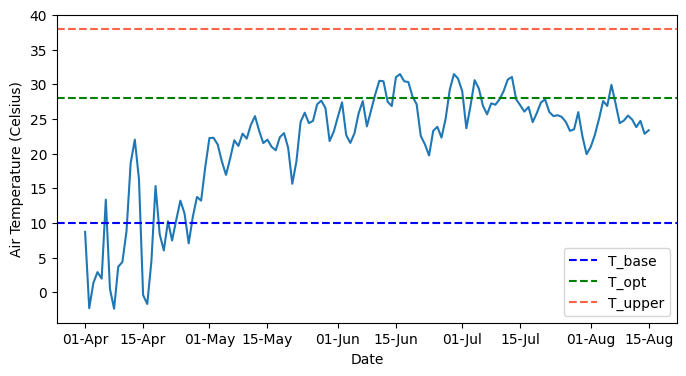 40
35
30
25
20
15
10
5
0
Air Temperature (Celsius)
01-Apr 15-Apr 01-May 15-May 01-Jun 15-Jun 01-Jul 15-Jul 01-Aug 15-Aug
Date
T_base
T_opt
T_upper